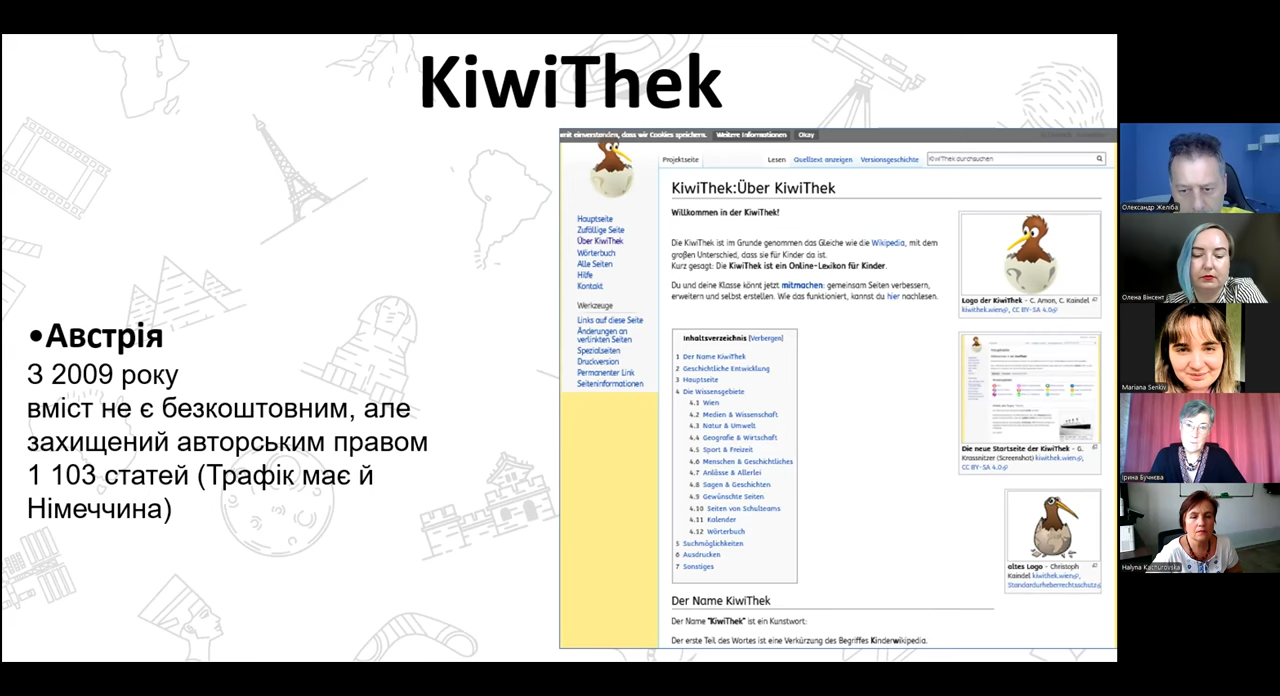 KiwiThek
•Австрія
З 2009 року
вміст не є безкоштовним, але
захищений авторським правом
1 103 статей (Трафік має й
Німеччина)
mit einverstanden, dass wir Cookies speichern. Weitere Informationen Okay
Projektseite Lesen Quelltext anzeigen Versionsgeschichte KiwiThek durchsuchen
Hauptseite
Zufällige Seite
Über KiwiThek
Wörterbuch
Alle Seiten
Hilfe
Kontakt
Werkzeuge
Links auf diese Seite
Änderungen an
verlinkten Seiten
Spezialseiten
Druckversion
Permanenter Link
Seiteninformationen
KiwiThek:Über KiwiThek
Willkommen in der KiwiThek!
Die KiwiThek ist im Grunde genommen das Gleiche wie die Wikipedia, mit dem
großen Unterschied, dass sie für Kinder da ist.
Kurz gesagt: Die KiwiThek ist ein Online-Lexikon für Kinder.
Du und deine Klasse könnt jetzt mitmachen: gemeinsam Seiten verbessern,
erweitern und selbst erstellen. Wie das funktioniert, kannst du hier nachlesen.
Inhaltsverzeichnis [Verbergen]
1 Der Name KiwiThek
2 Geschichtliche Entwicklung
3 Hauptseite
4 Die Wissensgebiete
4.1 Wien
4.2 Medien & Wissenschaft
4.3 Natur & Umwelt
4.4 Geografie & Wirtschaft
4.5 Sport & Freizeit
4.6 Menschen & Geschichtliches
4.7 Anlässe & Allerlei
4.8 Sagen & Geschichten
4.9 Gewünschte Seiten
4.10 Seiten von Schulteams
4.11 Kalender
4.12 Wörterbuch
5 Suchmöglichkeiten
6 Ausdrucken
7 Sonstiges
Der Name KiwiThek
Der Name "KiwiThek" ist ein Kunstwort:
Der erste Teil des Wortes ist eine Verkürzung des Begriffes Kinderwikipedia.
Logo der KiwiThek - C. Amon, C. Kaindel
kiwithek.wien, CC BY-SA 4.0
Die neue Startseite der KiwiThek - G.
Krassnitzer (Screenshot) kiwithek.wien,
CC BY-SA 4.0
altes Logo - Christoph
Kaindel kiwithek.wien,
Standardurheberrechtsschutz
Олександр Желіба
Олена Вінсент
Mariana Senkiv
Ірина Бучнєва
Halyna Kachurovska